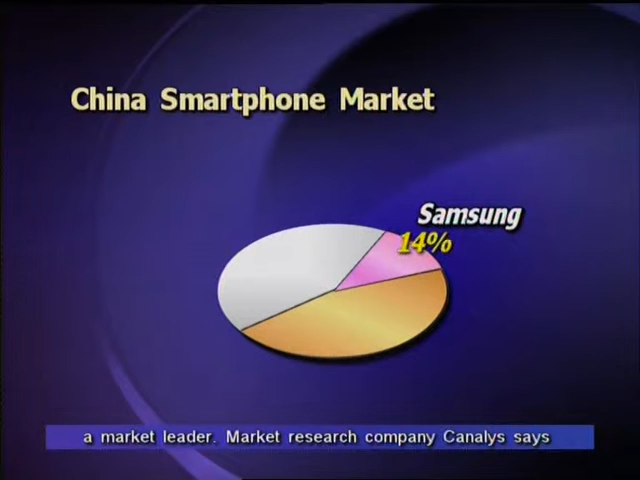 China Smartphone Market
Samsung
14%
a market leader. Market research company Canalys says